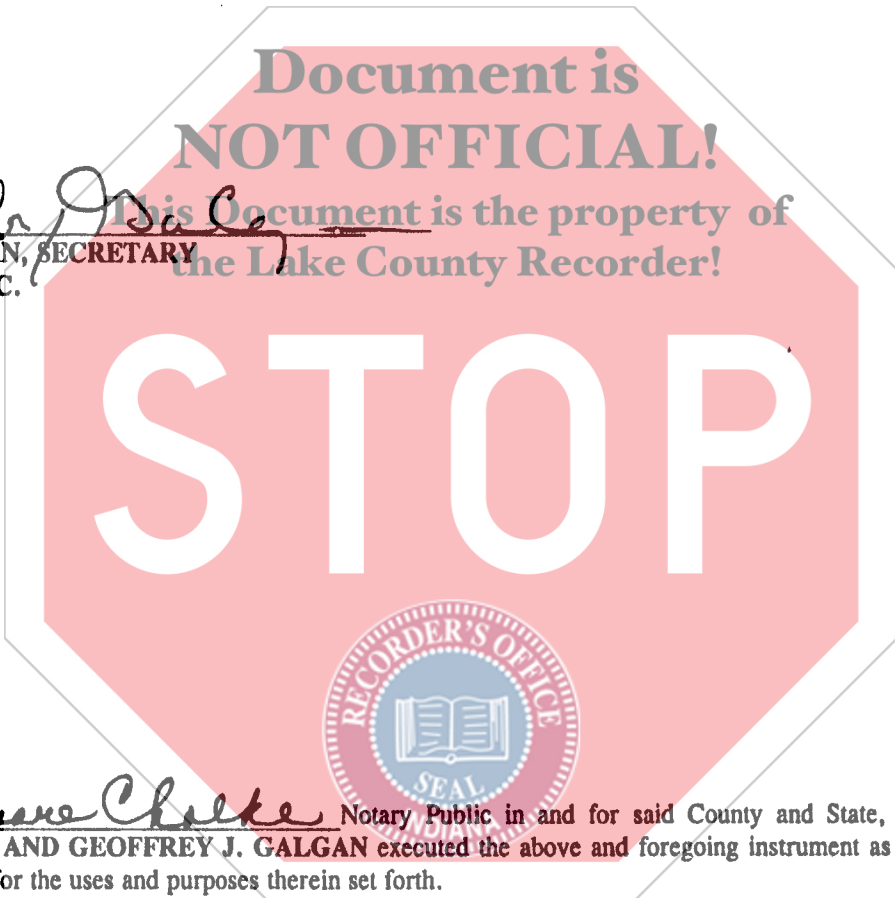 Document is
NOT OFFICIAL!
This Document is the property of
N, SECRETARY
the Lake County Recorder!
C.
STOP
RECORDER'S OFFICE
SEAL
INDIANA
Notary Public in and for said County and State,
AND GEOFFREY J. GALGAN executed the above and foregoing instrument as
or the uses and purposes therein set forth.